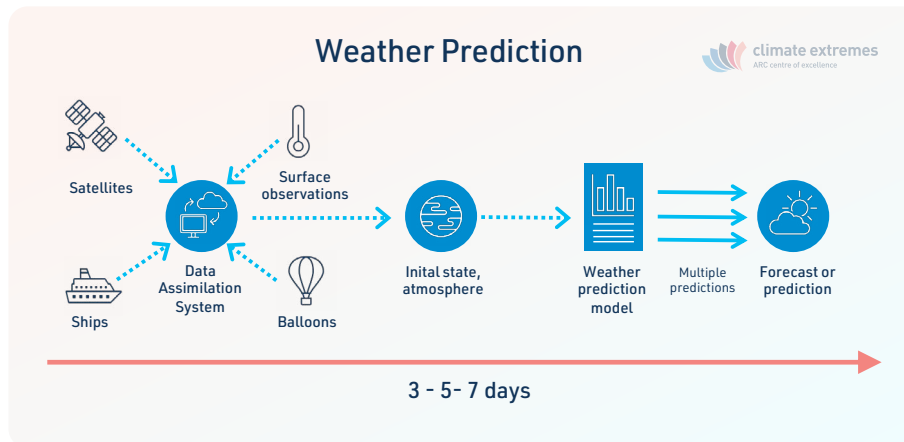 Weather Prediction
climate extremes
ARC centre of excellence
Satellites
Surface
observations
Ships
Data
Assimilation
System
Balloons
Inital state,
atmosphere
Weather
prediction
model
Multiple
predictions
Forecast or
prediction
3 - 5- 7 days